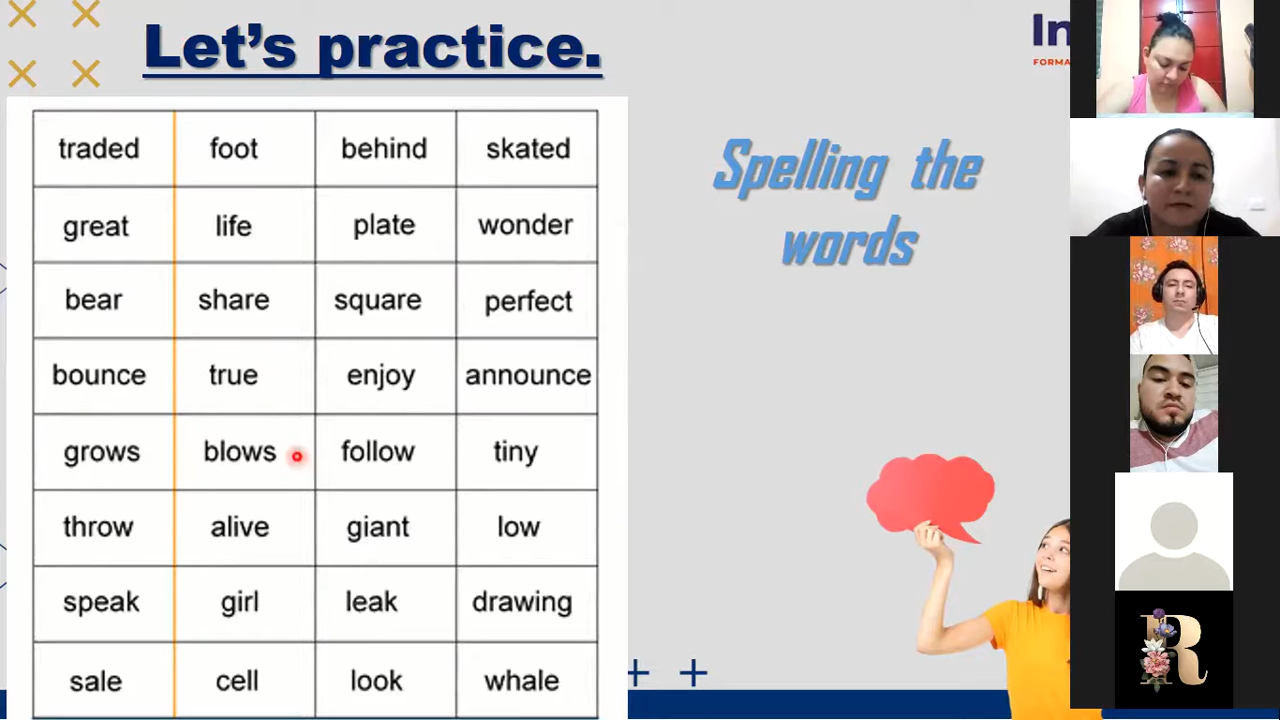 Let's practice.
In
FORMA
traded foot behind skated
great life plate wonder
bear share square perfect
bounce true enjoy announce
grows blows follow tiny
throw alive giant low
speak girl leak drawing
sale cell look whale
Spelling the
words
R